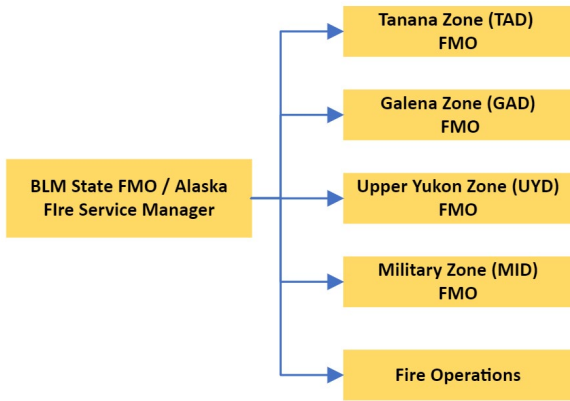 Tanana Zone (TAD)
FMO
Galena Zone (GAD)
FMO
BLM State FMO / Alaska
FIre Service Manager
Upper Yukon Zone (UYD)
FMO
Military Zone (MID)
FMO
Fire Operations